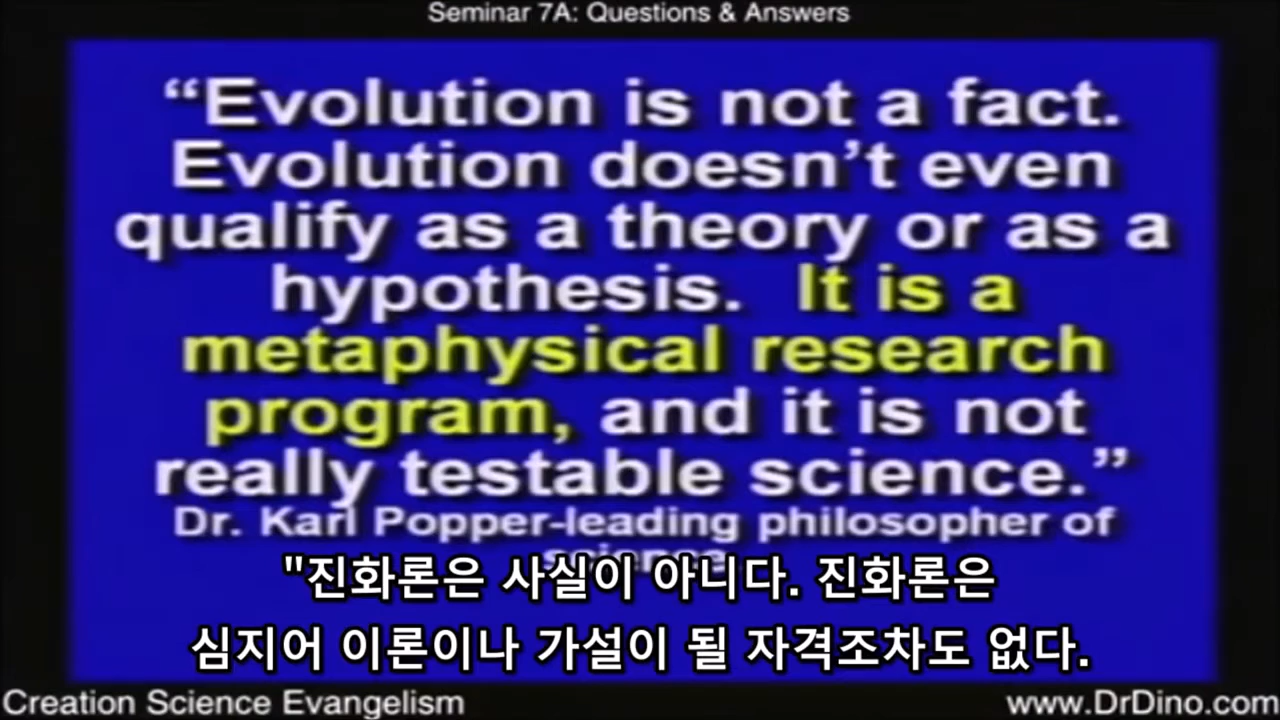 Seminar 7A: Questions & Answers
“Evolution is not a fact.
Evolution doesn’t even
qualify as a theory or as a
hypothesis. It is a
metaphysical research
program, and it is not
really testable science.”
Dr. Karl Popper-leading philosopher of
"진화론은 사실이 아니다. 진화론은
심지어 이론이나 가설이 될 자격조차도 없다.
Creation Science Evangelism
www.DrDino.com